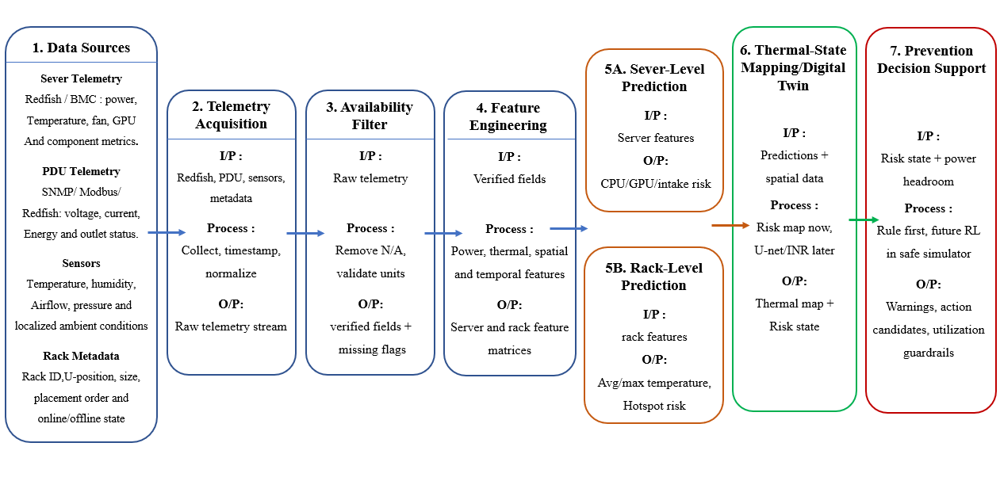 1. Data Sources
Sever Telemetry
Redfish / BMC : power,
Temperature, fan, GPU
And component metrics.
PDU Telemetry
SNMP/ Modbus/
Redfish: voltage, current,
Energy and outlet status.
Sensors
Temperature, humidity,
Airflow, pressure and
localized ambient conditions
Rack Metadata
Rack ID,U-position, size,
placement order and
online/offline state
2. Telemetry
Acquisition
I/P :
Redfish, PDU, sensors,
metadata
Process :
Collect, timestamp,
normalize
O/P:
Raw telemetry stream
3. Availability
Filter
I/P :
Raw telemetry
Process :
Remove N/A,
validate units
O/P:
verified fields +
missing flags
4. Feature
Engineering
I/P :
Verified fields
Process :
Power, thermal, spatial
and temporal features
O/P:
Server and rack feature
matrices
5A. Sever-Level
Prediction
I/P :
Server features
O/P:
CPU/GPU/intake risk
5B. Rack-Level
Prediction
I/P :
rack features
O/P:
Avg/max temperature,
Hotspot risk
6. Thermal-State
Mapping/Digital
Twin
I/P :
Predictions +
spatial data
Process :
Risk map now,
U-net/INR later
O/P:
Thermal map +
Risk state
7. Prevention
Decision Support
I/P :
Risk state + power
headroom
Process :
Rule first, future RL
in safe simulator
O/P:
Warnings, action
candidates, utilization
guardrails